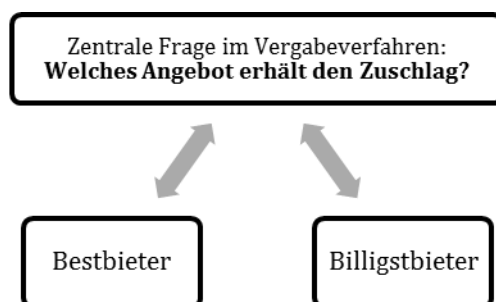 Zentrale Frage im Vergabeverfahren:
Welches Angebot erhält den Zuschlag?
Bestbieter
Billigstbieter